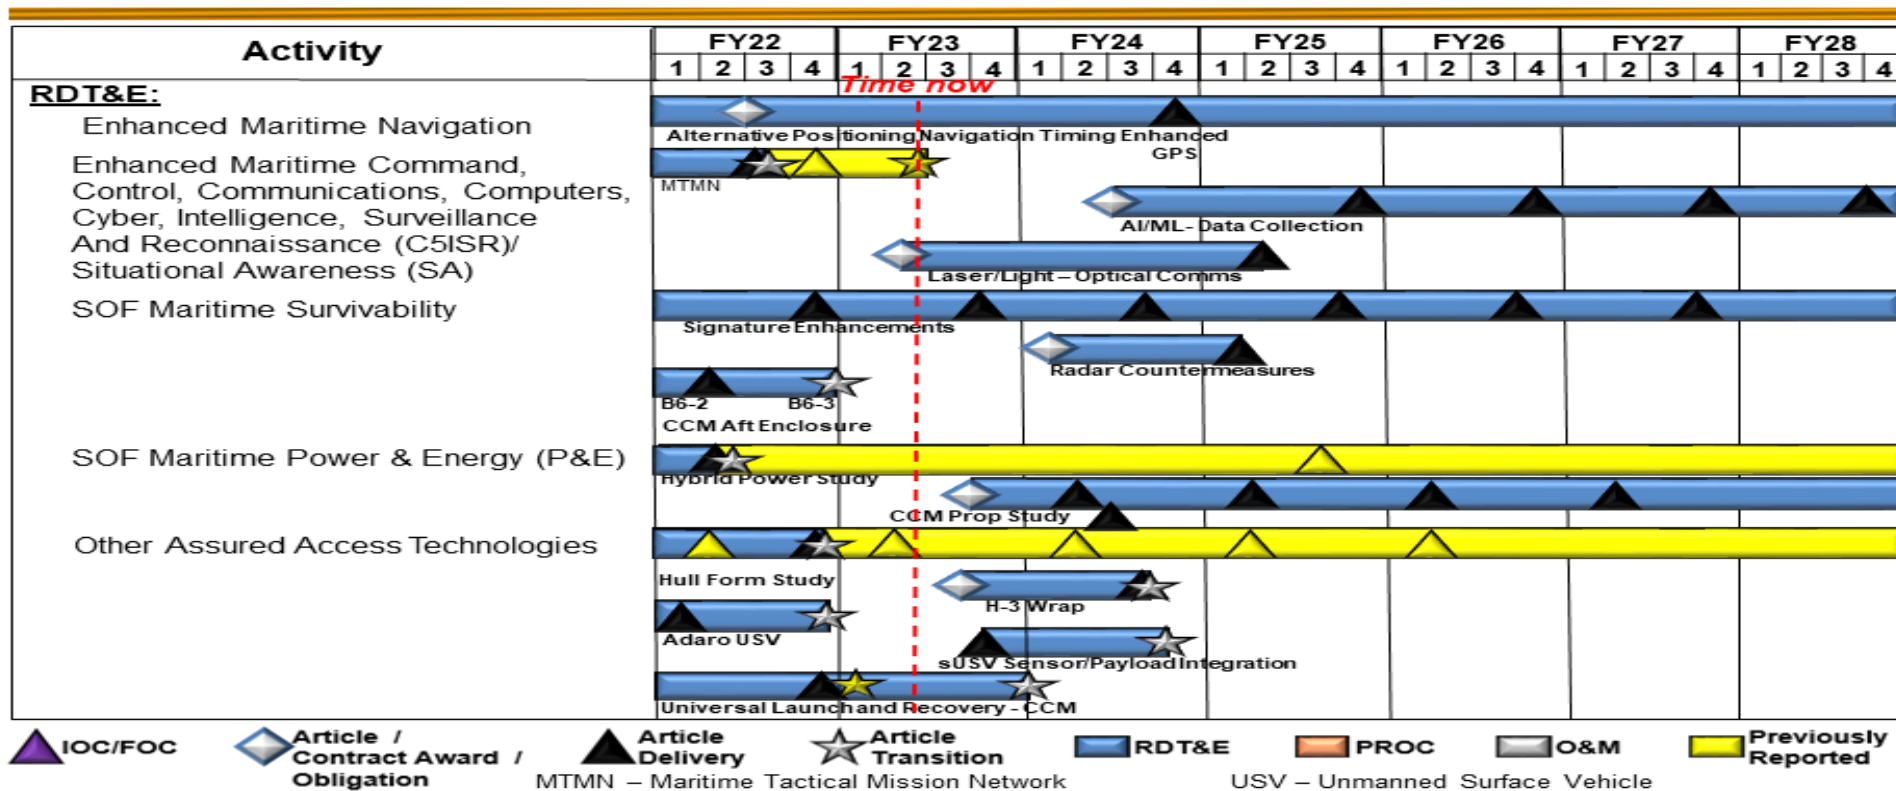 Activity
FY22 FY23 FY24 FY25 FY26 FY27 FY28
1 2 3 4 1 2 3 4 1 2 3 4 1 2 3 4 1 2 3 4 1 2 3 4 1 2 3 4
Time now
RDT&E:
Enhanced Maritime Navigation
Alternative Positioning Navigation Timing Enhanced
GPS
Enhanced Maritime Command,
Control, Communications, Computers,
Cyber, Intelligence, Surveillance
And Reconnaissance (C5ISR)/
Situational Awareness (SA)
MTMN
AI/ML- Data Collection
Laser/Light – Optical Comms
SOF Maritime Survivability
Signature Enhancements
Radar Countermeasures
B6-2 B6-3
CCM Aft Enclosure
SOF Maritime Power & Energy (P&E)
Hybrid Power Study
CCM Prop Study
Other Assured Access Technologies
Hull Form Study
H-3 Wrap
Adaro USV
sUSV Sensor/Payload Integration
Universal Launch and Recovery - CCM
IOC/FOC
Article /
Contract Award /
Obligation
Article
Delivery
Article
Transition
RDT&E
PROC
O&M
Previously
Reported
MTMN – Maritime Tactical Mission Network
USV – Unmanned Surface Vehicle